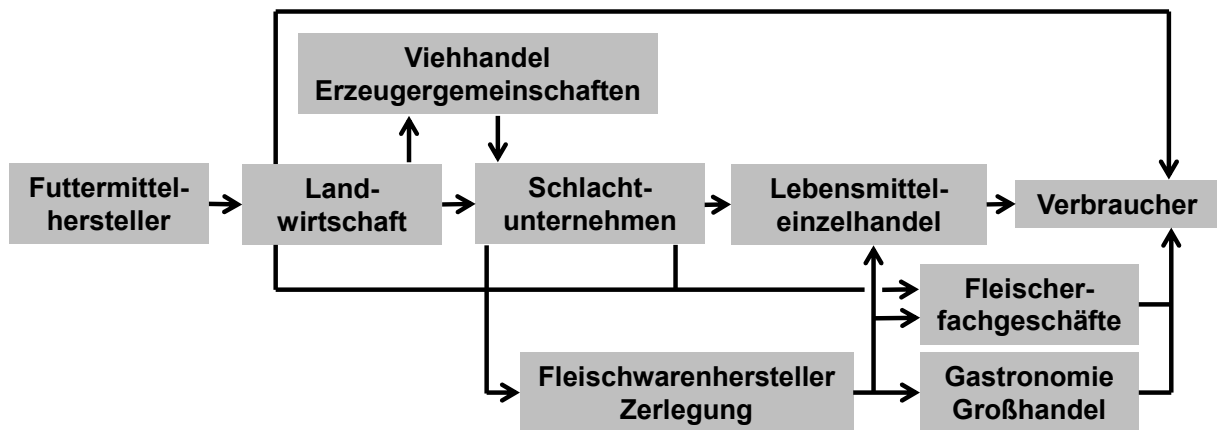 Viehhandel
Erzeugergemeinschaften
Futtermittel-
hersteller
Land-
wirtschaft
Schlacht-
unternehmen
Lebensmittel-
einzelhandel
Verbraucher
Fleischer-
fachgeschäfte
Fleischwarenhersteller
Zerlegung
Gastronomie
Großhandel